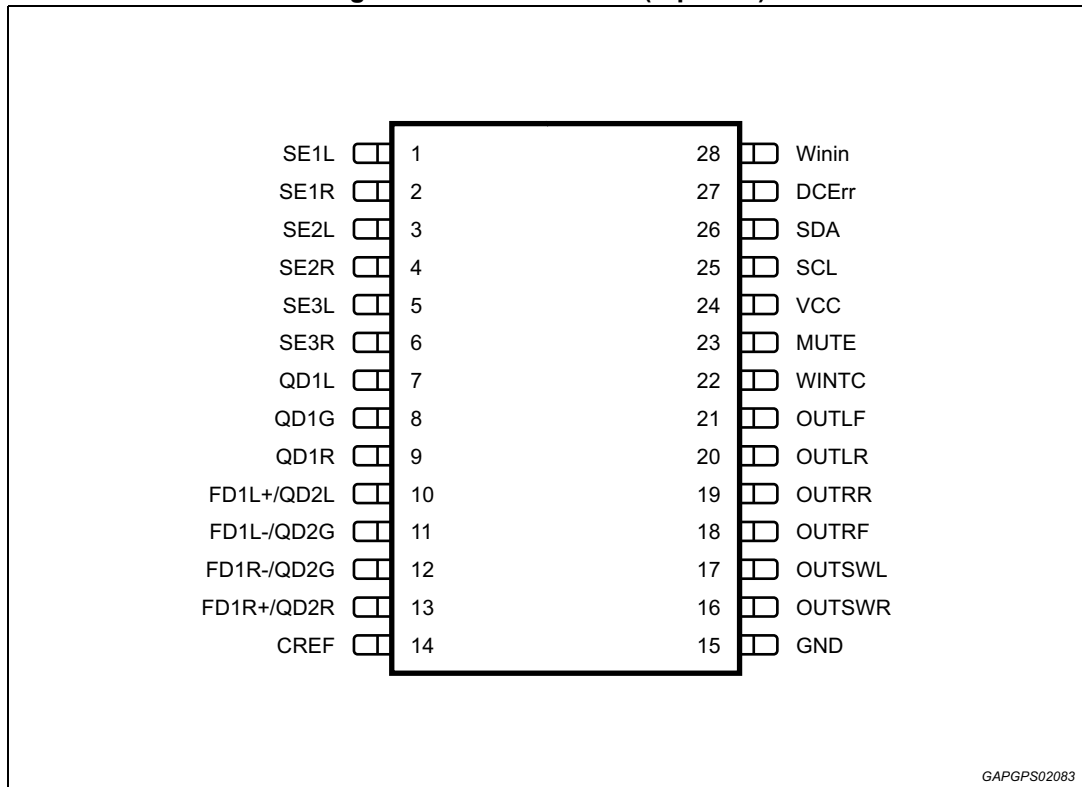 SE1L 1 28 Winin
SE1R 2 27 DCErr
SE2L 3 26 SDA
SE2R 4 25 SCL
SE3L 5 24 VCC
SE3R 6 23 MUTE
QD1L 7 22 WINTC
QD1G 8 21 OUTLF
QD1R 9 20 OUTLR
FD1L+/QD2L 10 19 OUTRR
FD1L-/QD2G 11 18 OUTRF
FD1R-/QD2G 12 17 OUTSWL
FD1R+/QD2R 13 16 OUTSWR
CREF 14 15 GND
GAPGPS02083